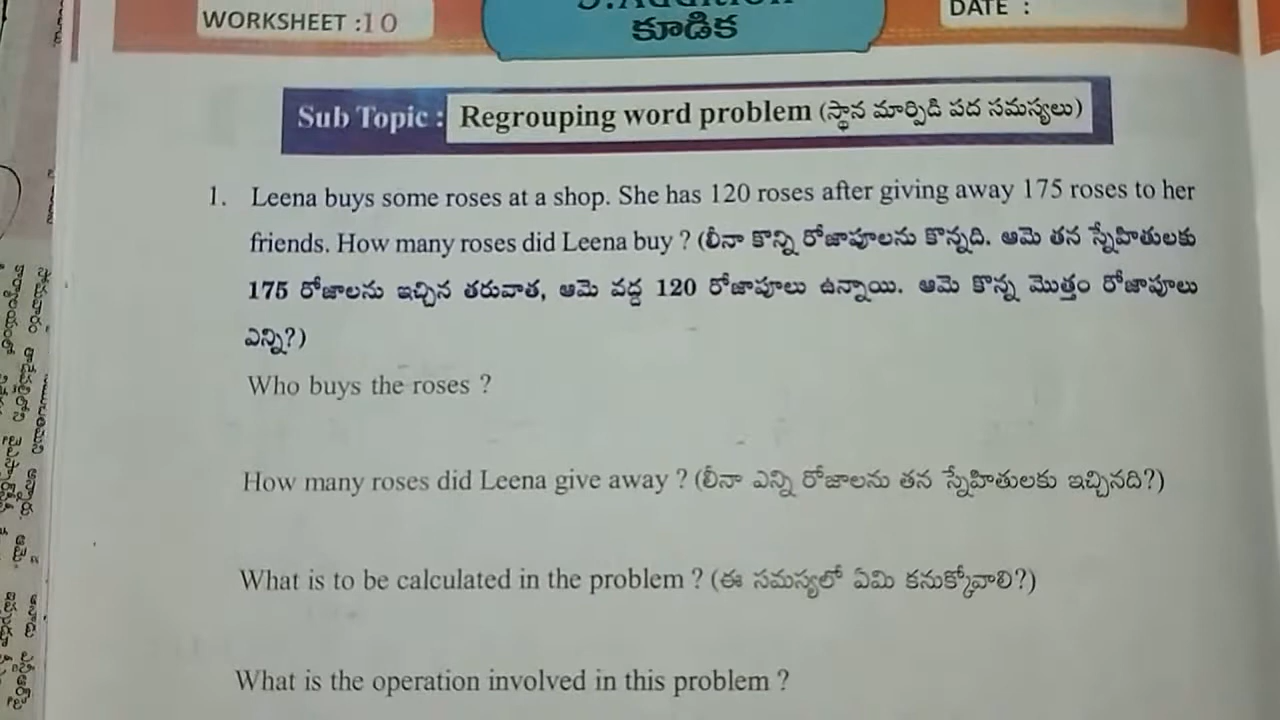 WORKSHEET :10
కూడిక
DATE :
Sub Topic : Regrouping word problem (స్థాన మార్పిడి పద సమస్యలు)
1. Leena buys some roses at a shop. She has 120 roses after giving away 175 roses to her
friends. How many roses did Leena buy ? (లీనా కొన్ని రోజాపూలను కొన్నది. ఆమె తన స్నేహితులకు
175 రోజాలను ఇచ్చిన తరువాత, ఆమె వద్ద 120 రోజాపూలు ఉన్నాయి. ఆమె కొన్న మొత్తం రోజాపూలు
ఎన్ని?)
Who buys the roses ?
How many roses did Leena give away ? (లీనా ఎన్ని రోజాలను తన స్నేహితులకు ఇచ్చినది?)
What is to be calculated in the problem ? (ఈ సమస్యలో ఏమి కనుక్కోవాలి?)
What is the operation involved in this problem ?